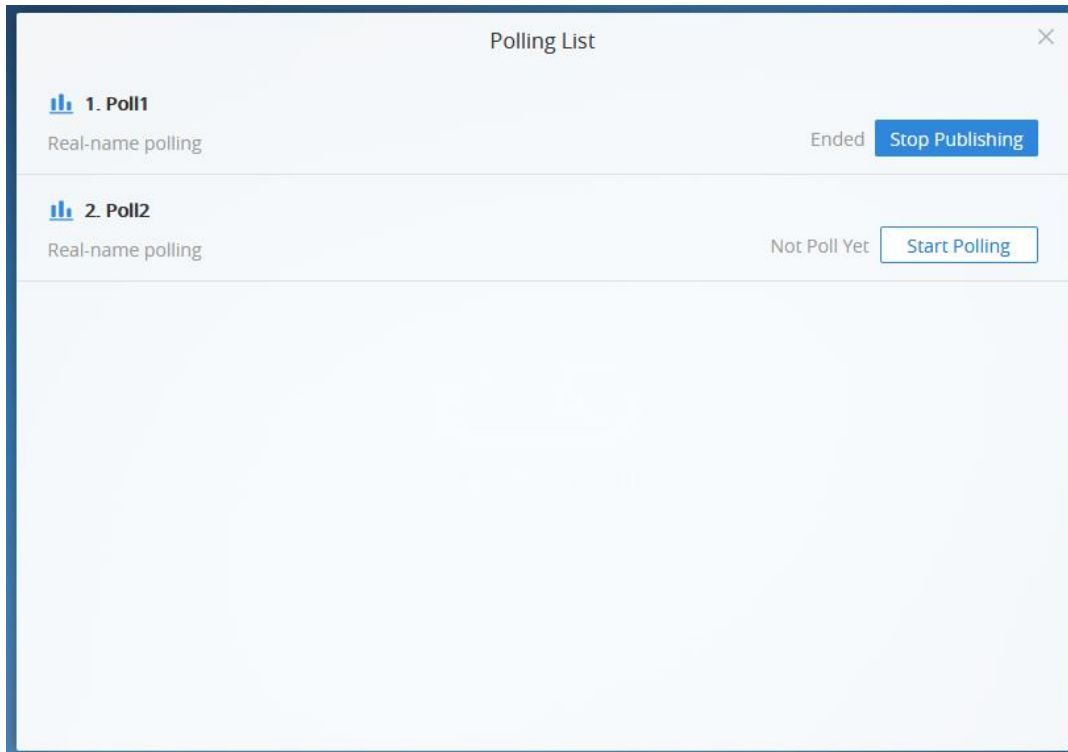 Polling List
1. Poll1
Real-name polling
Ended
Stop Publishing
2. Poll2
Real-name polling
Not Poll Yet
Start Polling